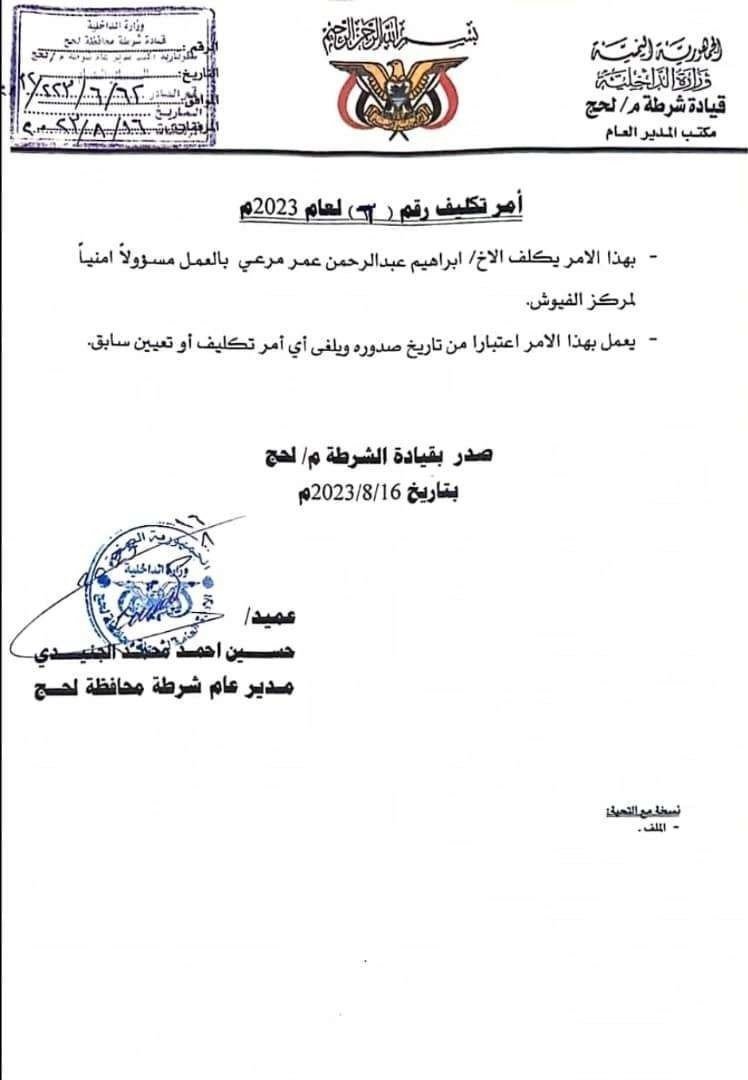 بسم الله الرحمن الرحيم
الجمهورية اليمنية
وزارة الداخلية
قيادة شرطة م/ لحج
مكتب المدير العام
وزارة الداخلية
قيادة شرطة محافظة لحج
الرقم:
التاريخ:
الموافق:
المرفقات:
أمر تكليف رقم ( ) لعام 2023م
- بهذا الامر يكلف الاخ/ ابراهيم عبدالرحمن عمر مرعي بالعمل مسؤولاً امنياً
لمركز الفيوش.
- يعمل بهذا الامر اعتبارا من تاريخ صدوره ويلغى أي أمر تكليف أو تعيين سابق.
صدر بقيادة الشرطة م/ لحج
بتاريخ 2023/8/16م
وزارة الداخلية
عميد/
حسين احمد محمد الجنيدي
مدير عام شرطة محافظة لحج
نسخة مع التحية:
- الملف.